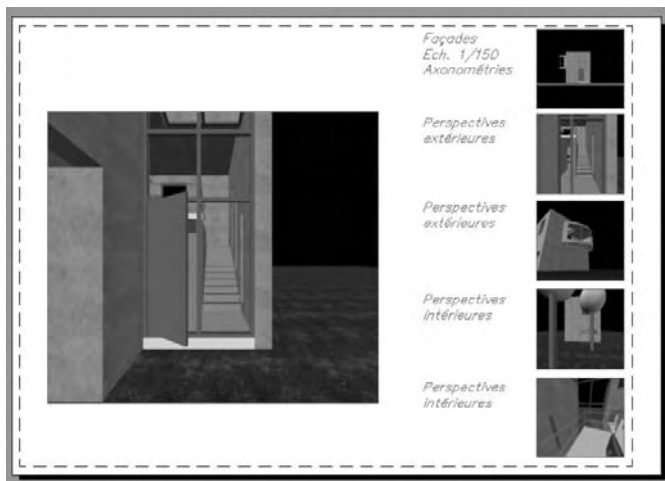 Façades
Ech. 1/150
Axonométries
Perspectives
extérieures
Perspectives
extérieures
Perspectives
intérieures
Perspectives
intérieures